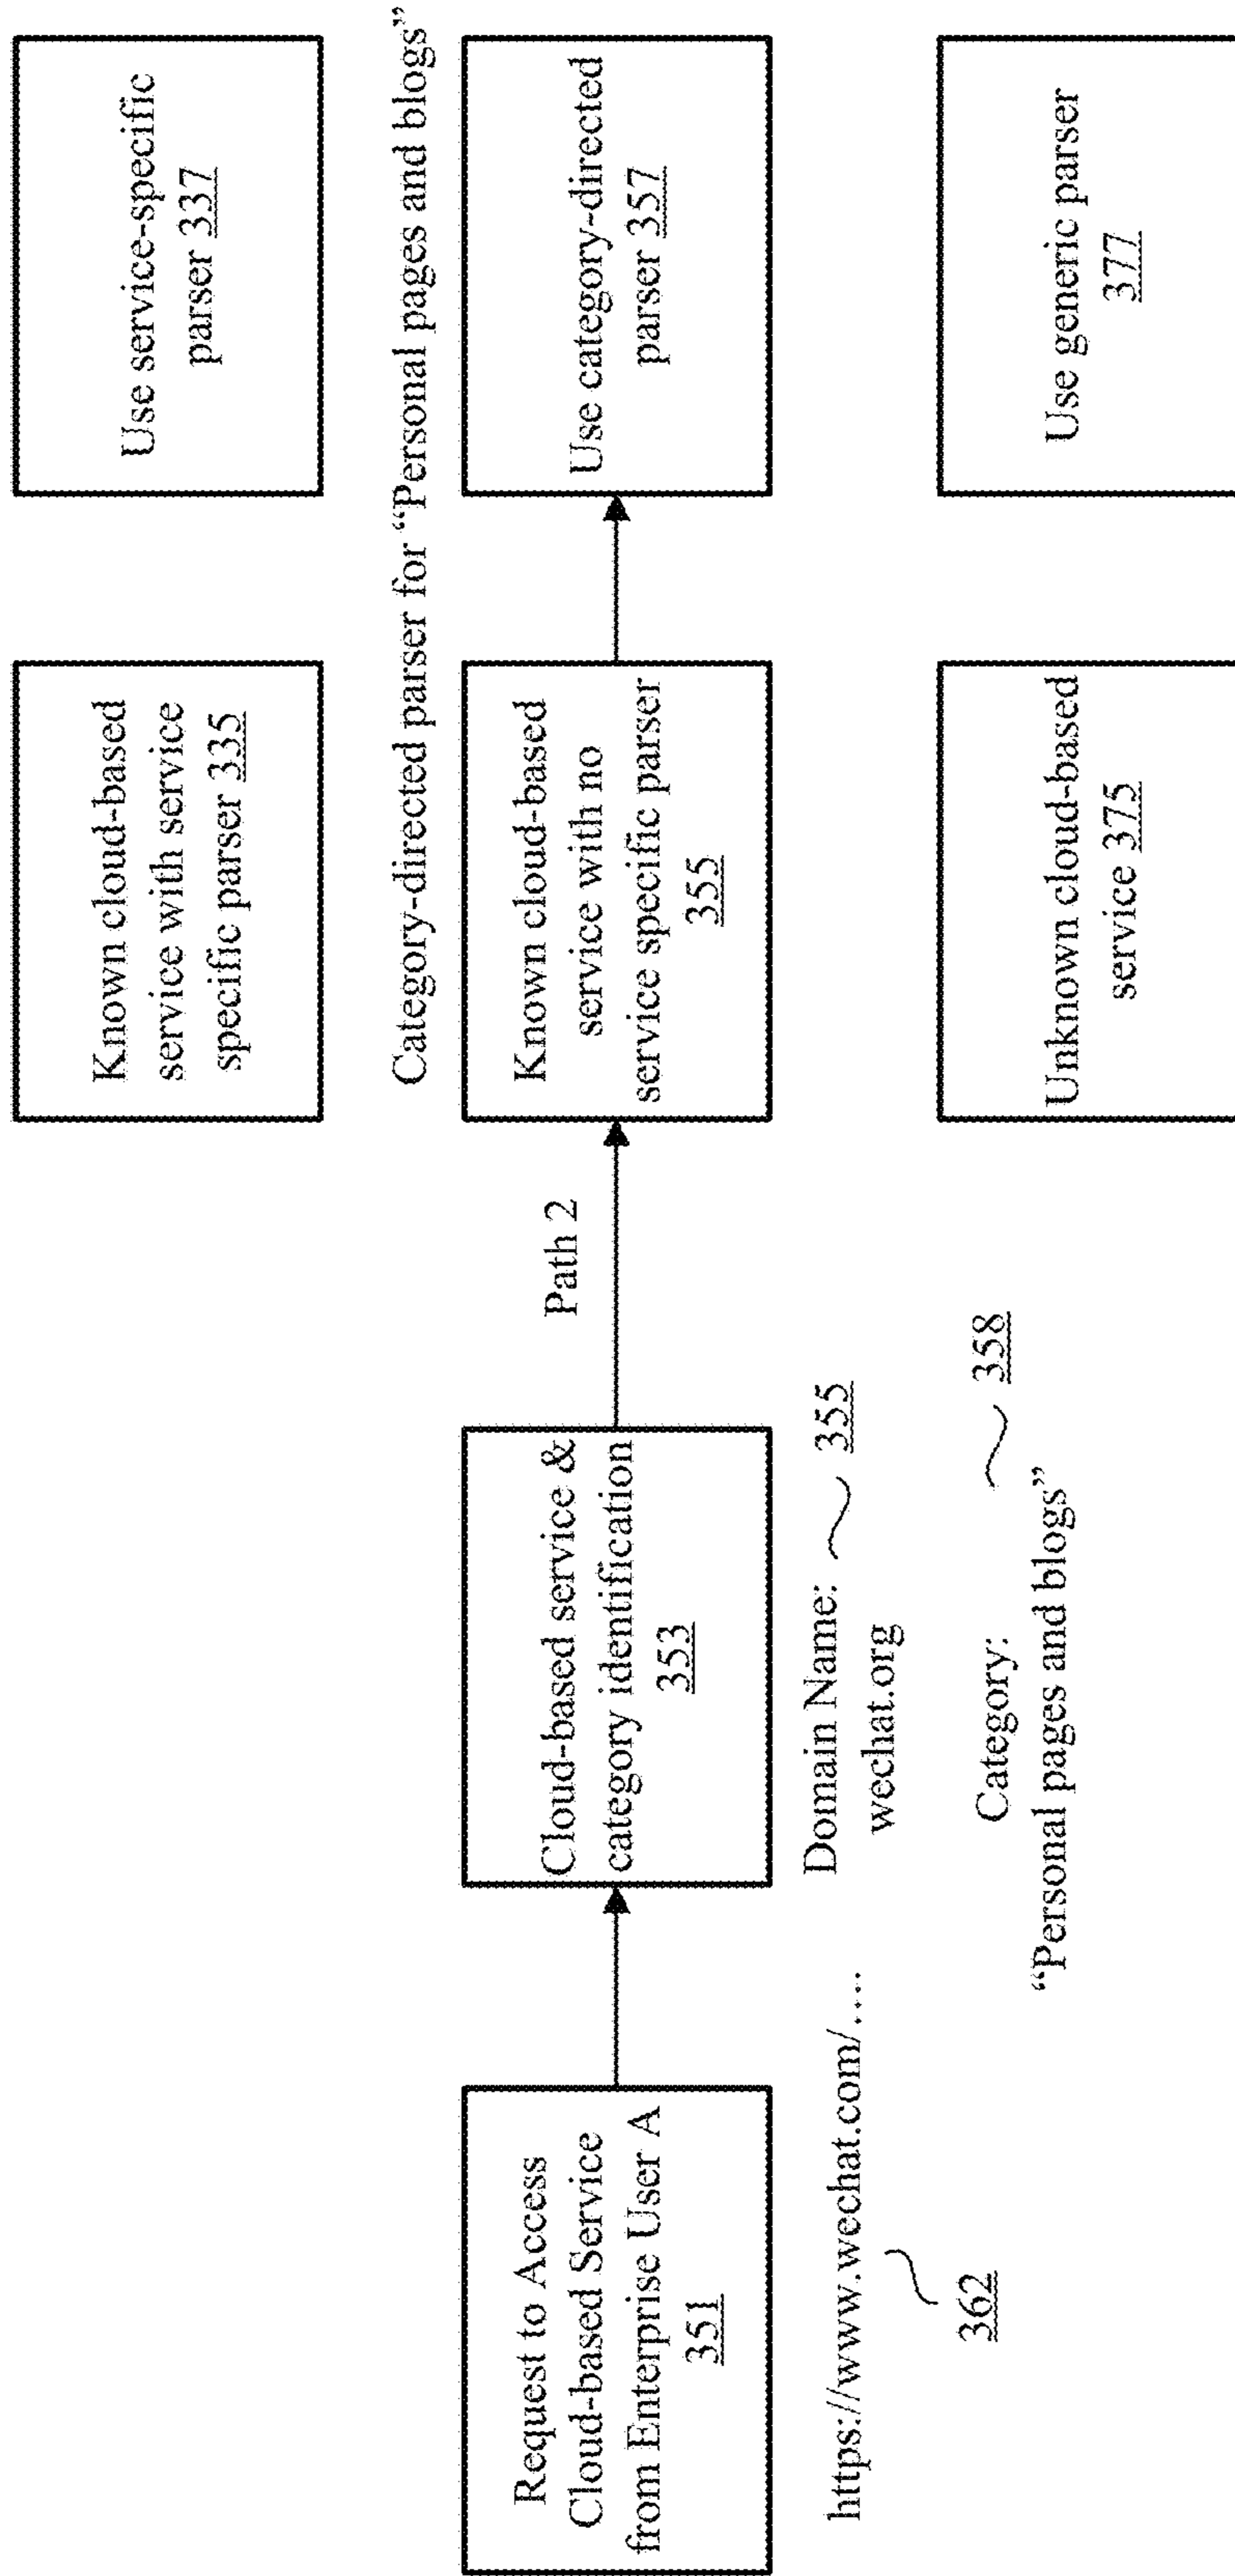 Request to Access
Cloud-based Service
from Enterprise User A
351
https://www.wechat.com/....
362
Cloud-based service &
category identification
353
Domain Name:
355
wechat.org
Category:
358
“Personal pages and blogs”
Path 2
Known cloud-based
service with service
specific parser 335
Use service-specific
parser 337
Category-directed parser for “Personal pages and blogs”
Known cloud-based
service with no
service specific parser
355
Use category-directed
parser 357
Unknown cloud-based
service 375
Use generic parser
377